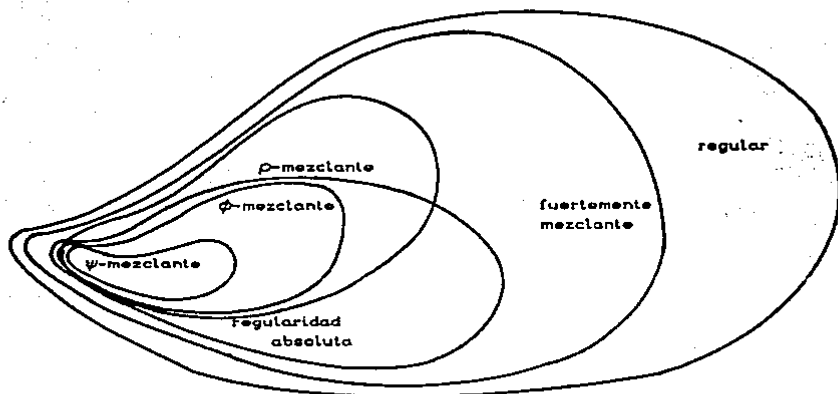 regular
ρ-mezclante
ϕ-mezclante
fuertemente
mezclante
ψ-mezclante
regularidad
absoluta